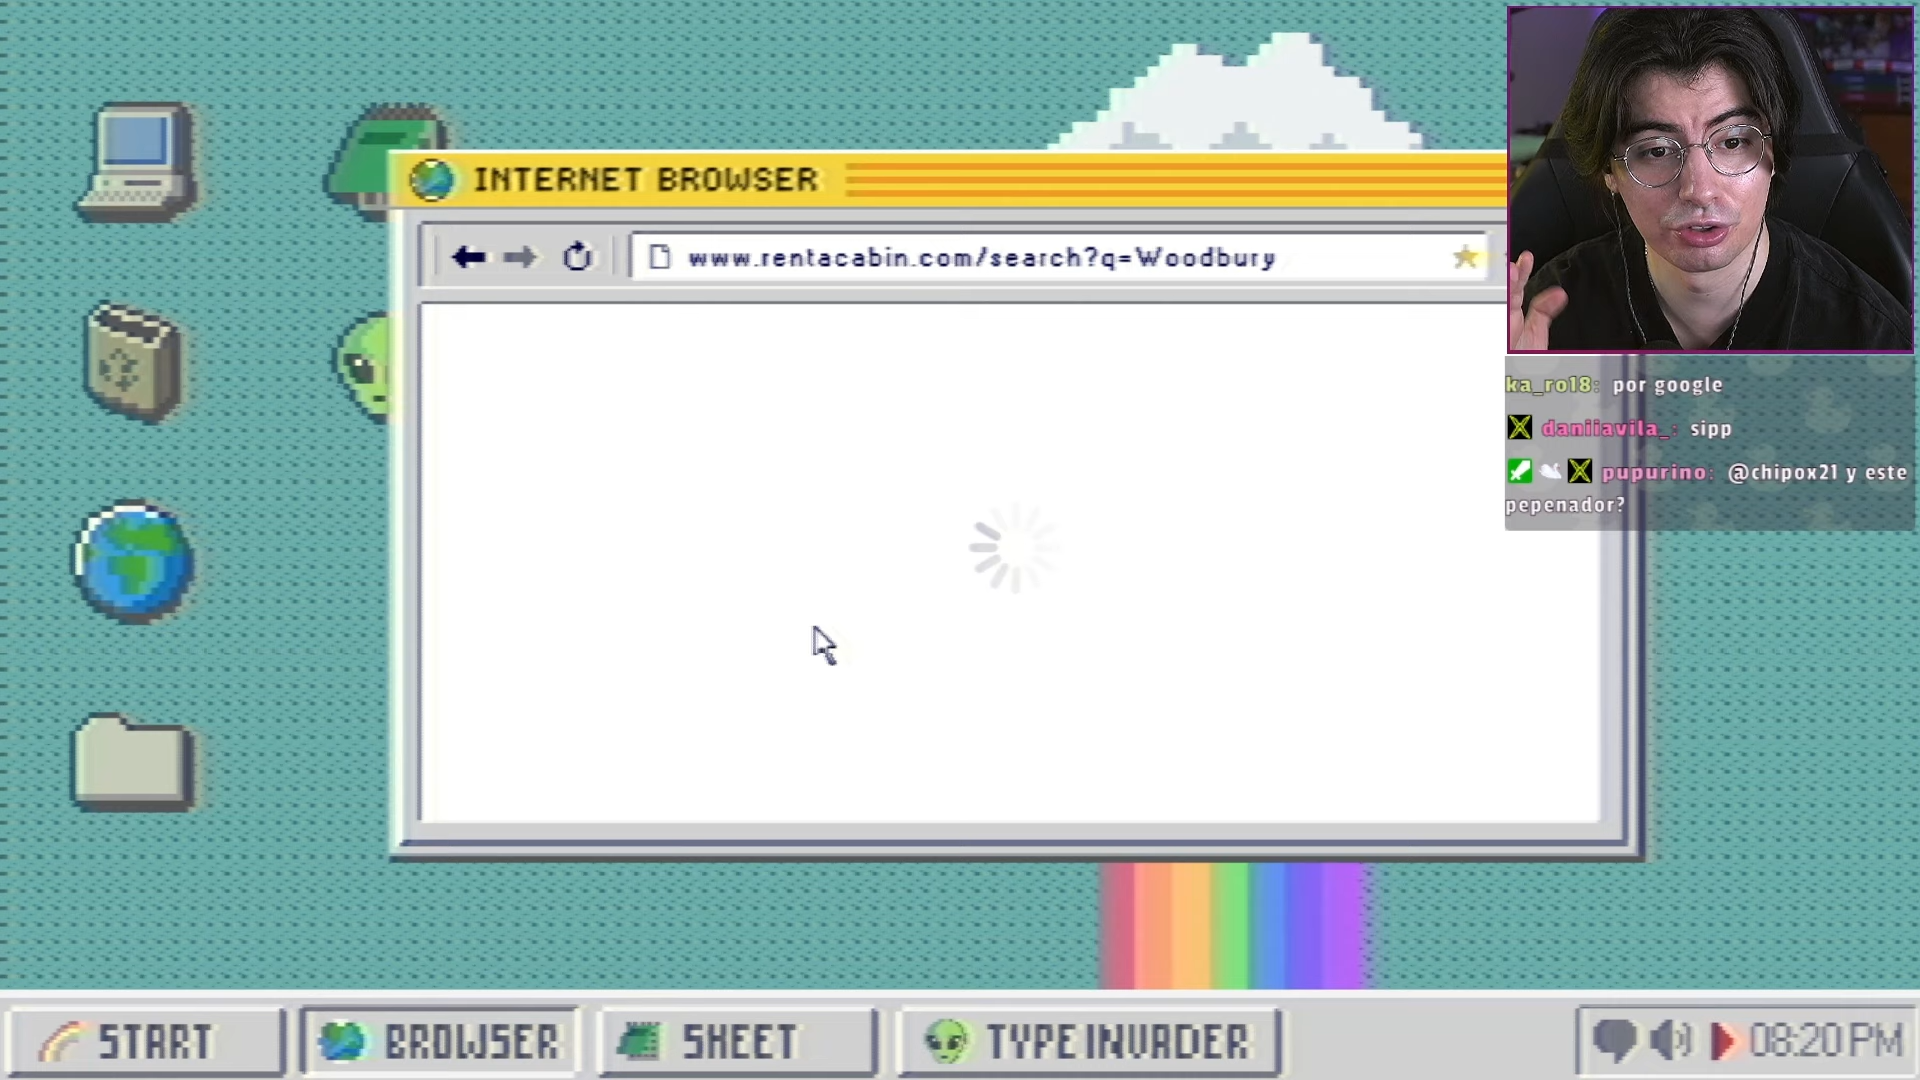 INTERNET BROWSER
www.rentacabin.com/search?q=Woodbury
ka_ro18: por google
daniiavila_: sipp
pupurino: @chipox21 y este
pepenador?
START
BROWSER
SHEET
TYPE INVADER
08:20 PM